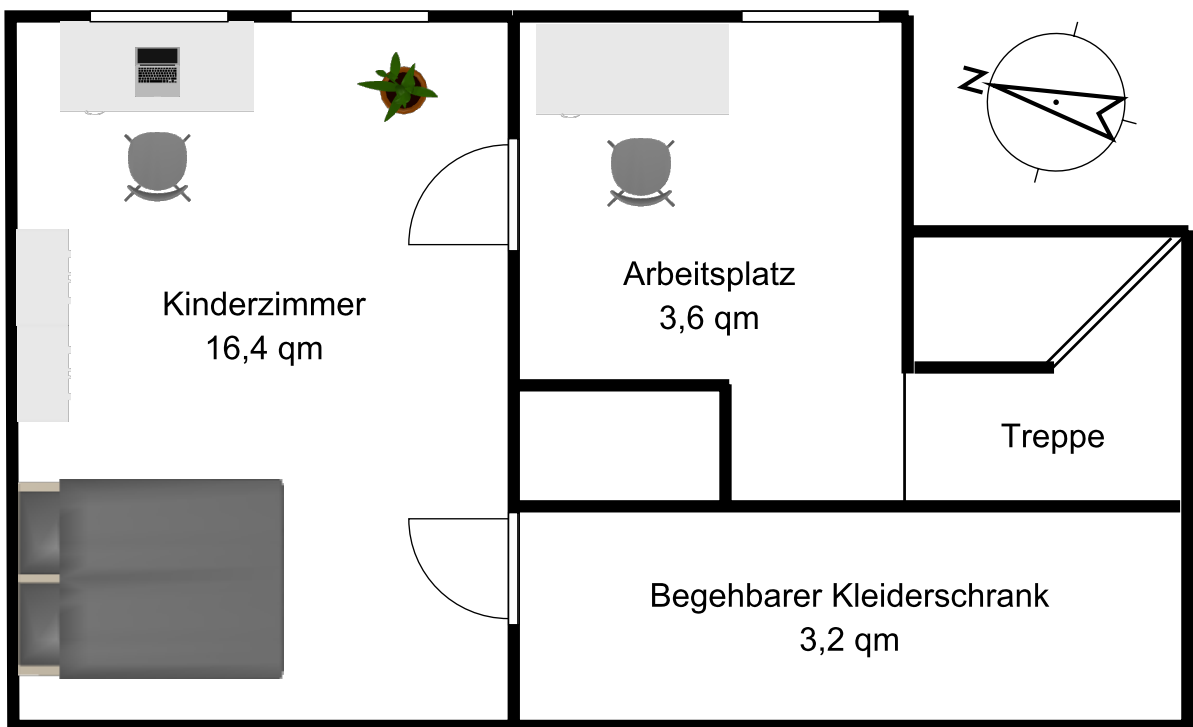 N
Kinderzimmer
16,4 qm
Arbeitsplatz
3,6 qm
Treppe
Begehbarer Kleiderschrank
3,2 qm